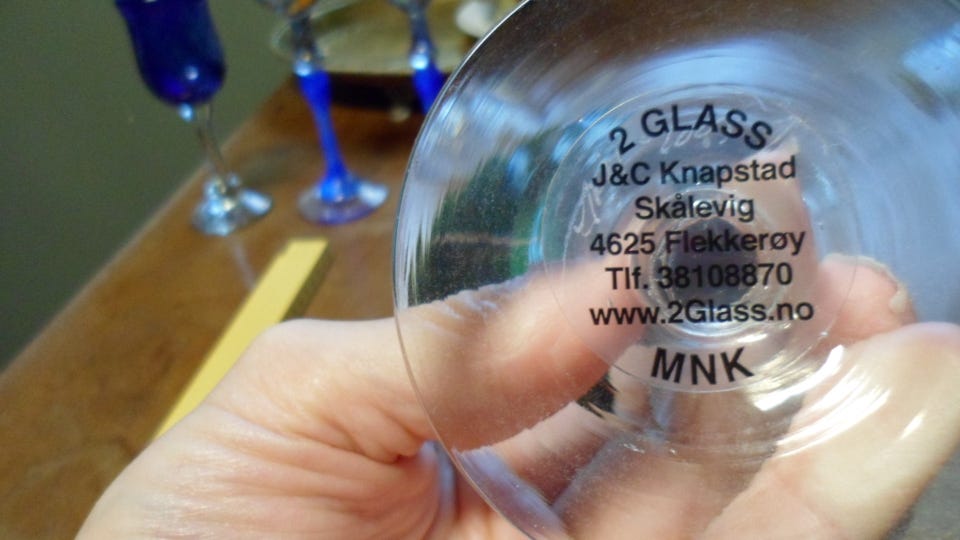 2 GLASS
J&C Knapstad
Skålevig
4625 Flekkerøy
Tlf. 38108870
www.2Glass.no
MNK